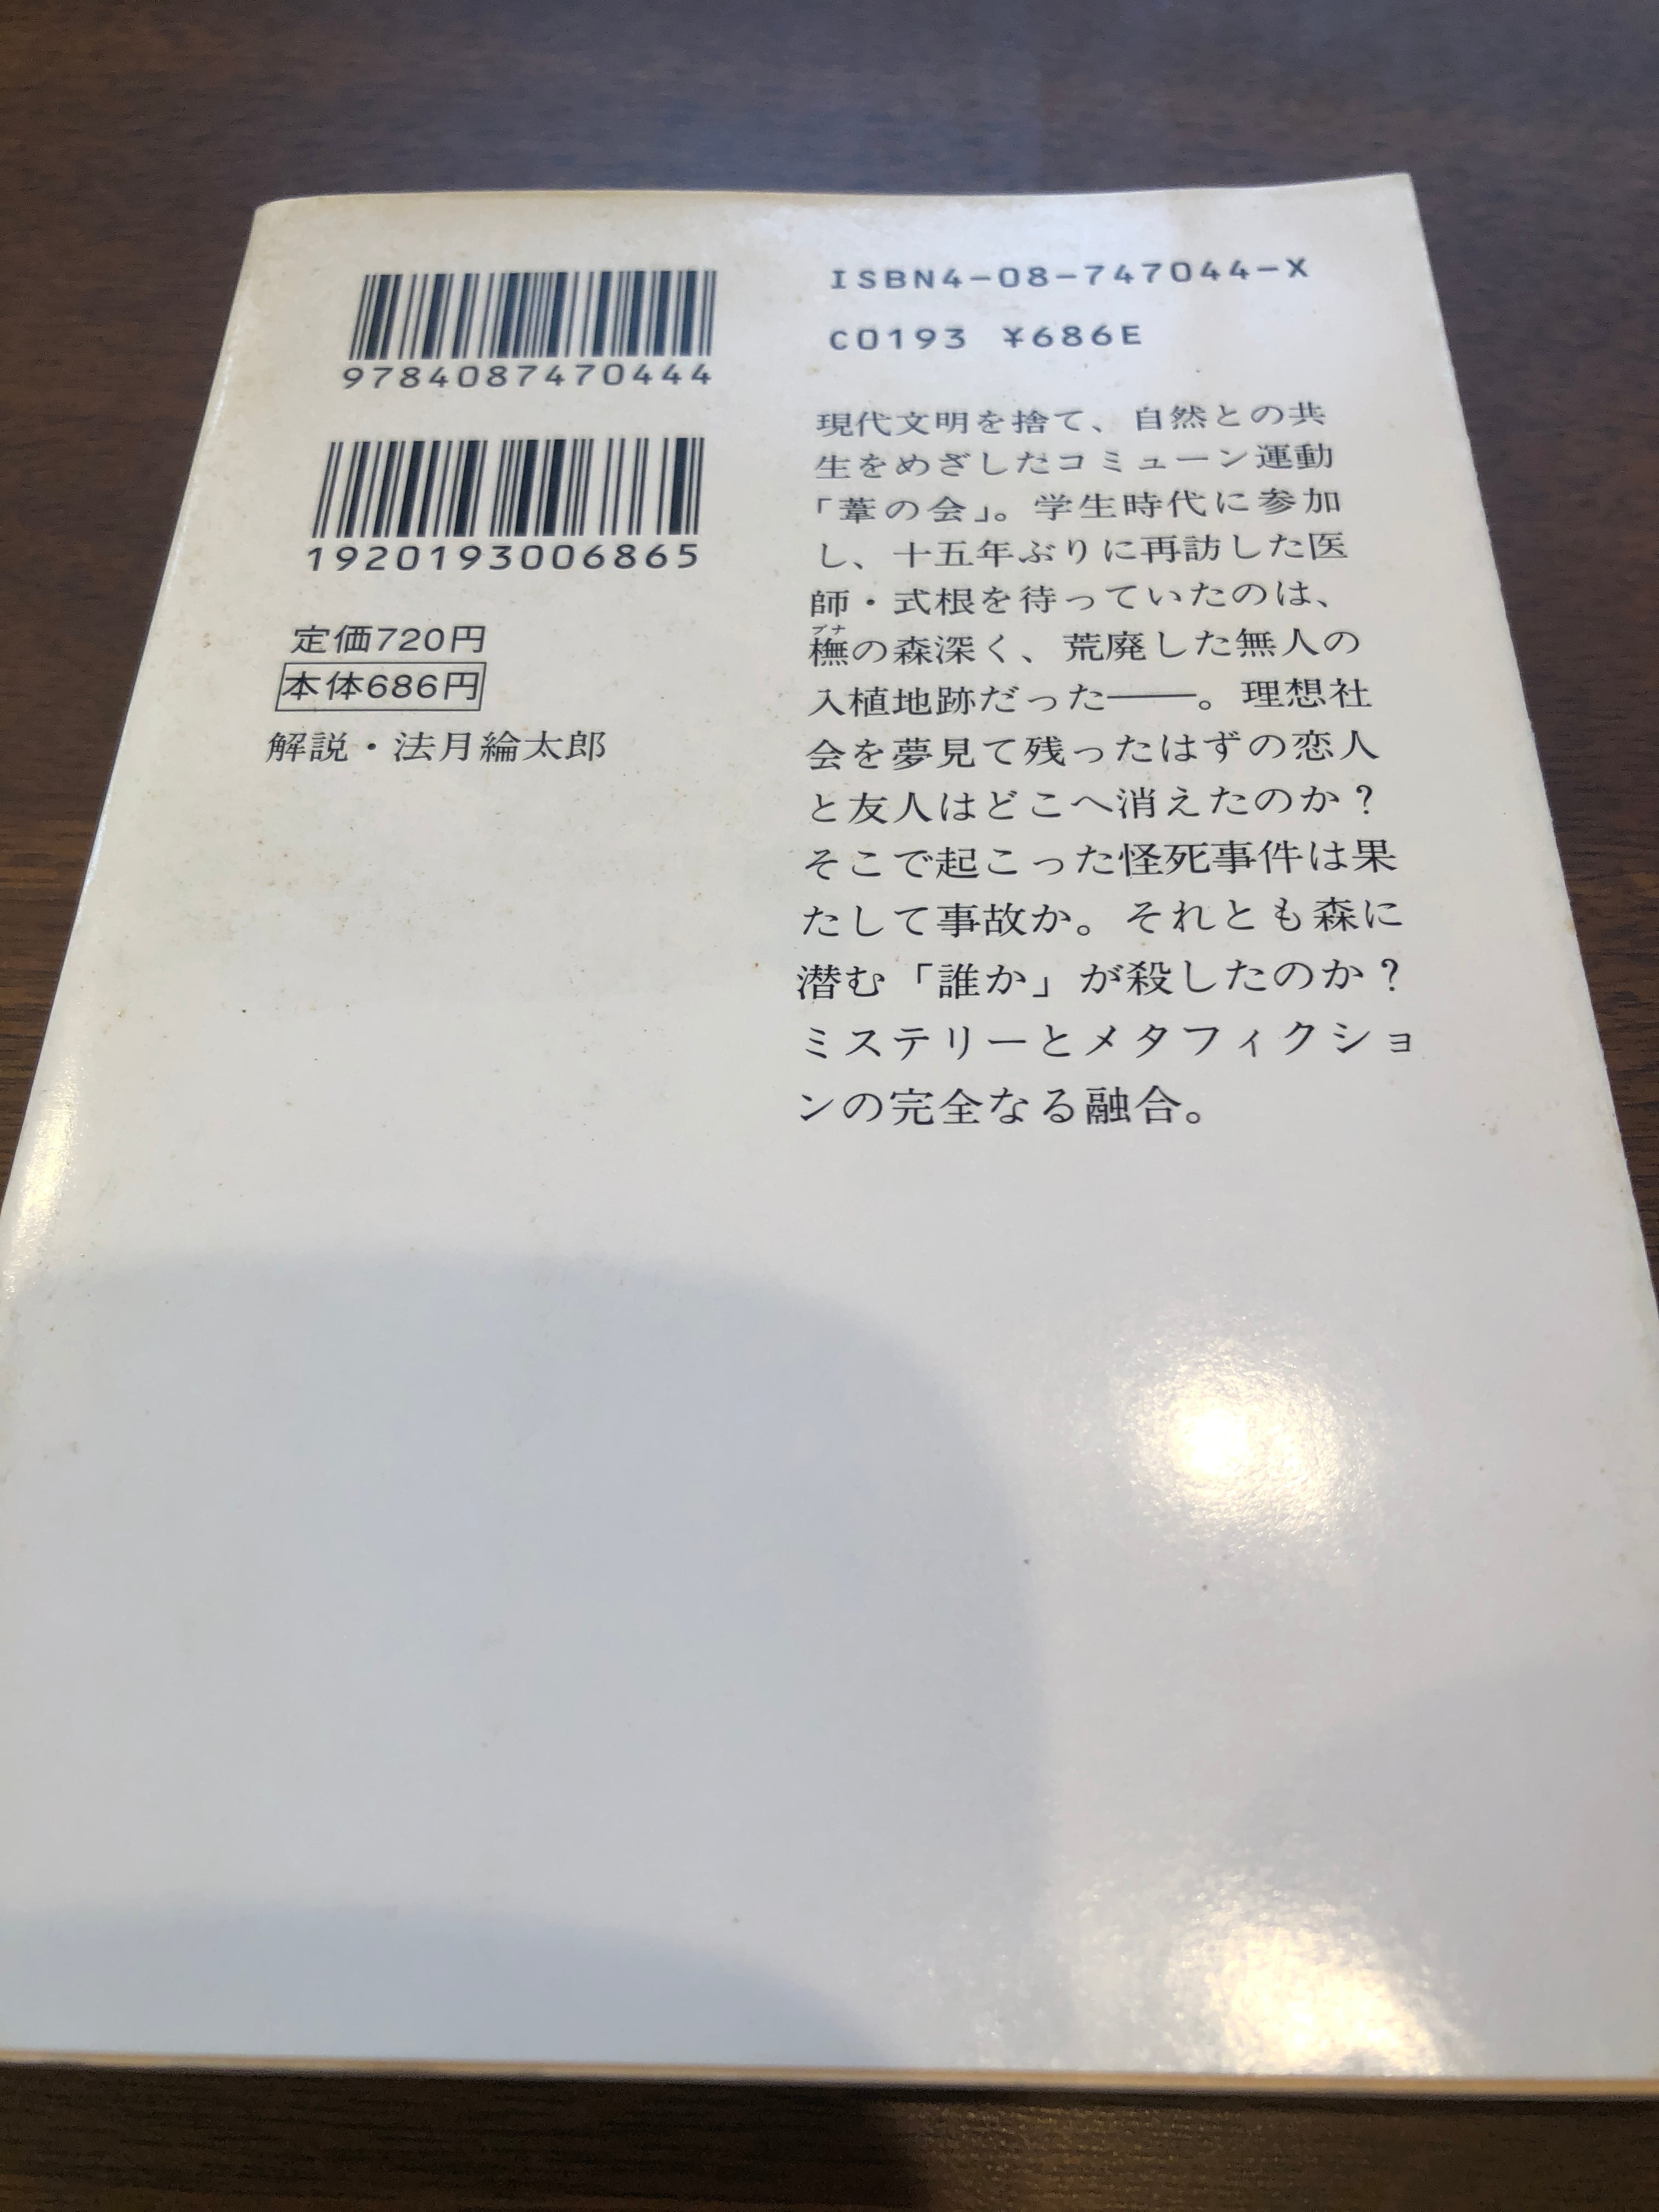 9784087470444
1920193006865
定価720円
本体686円
解説・法月綸太郎
ISBN4-08-747044-X
C0193 ¥686E
現代文明を捨て、自然との共
生をめざしたコミューン運動
「葦の会」。学生時代に参加
し、十五年ぶりに再訪した医
師・式根を待っていたのは、
ブナ
橅の森深く、荒廃した無人の
入植地跡だった――。理想社
会を夢見て残ったはずの恋人
と友人はどこへ消えたのか？
そこで起こった怪死事件は果
たして事故か。それとも森に
潜む「誰か」が殺したのか？
ミステリーとメタフィクショ
ンの完全なる融合。